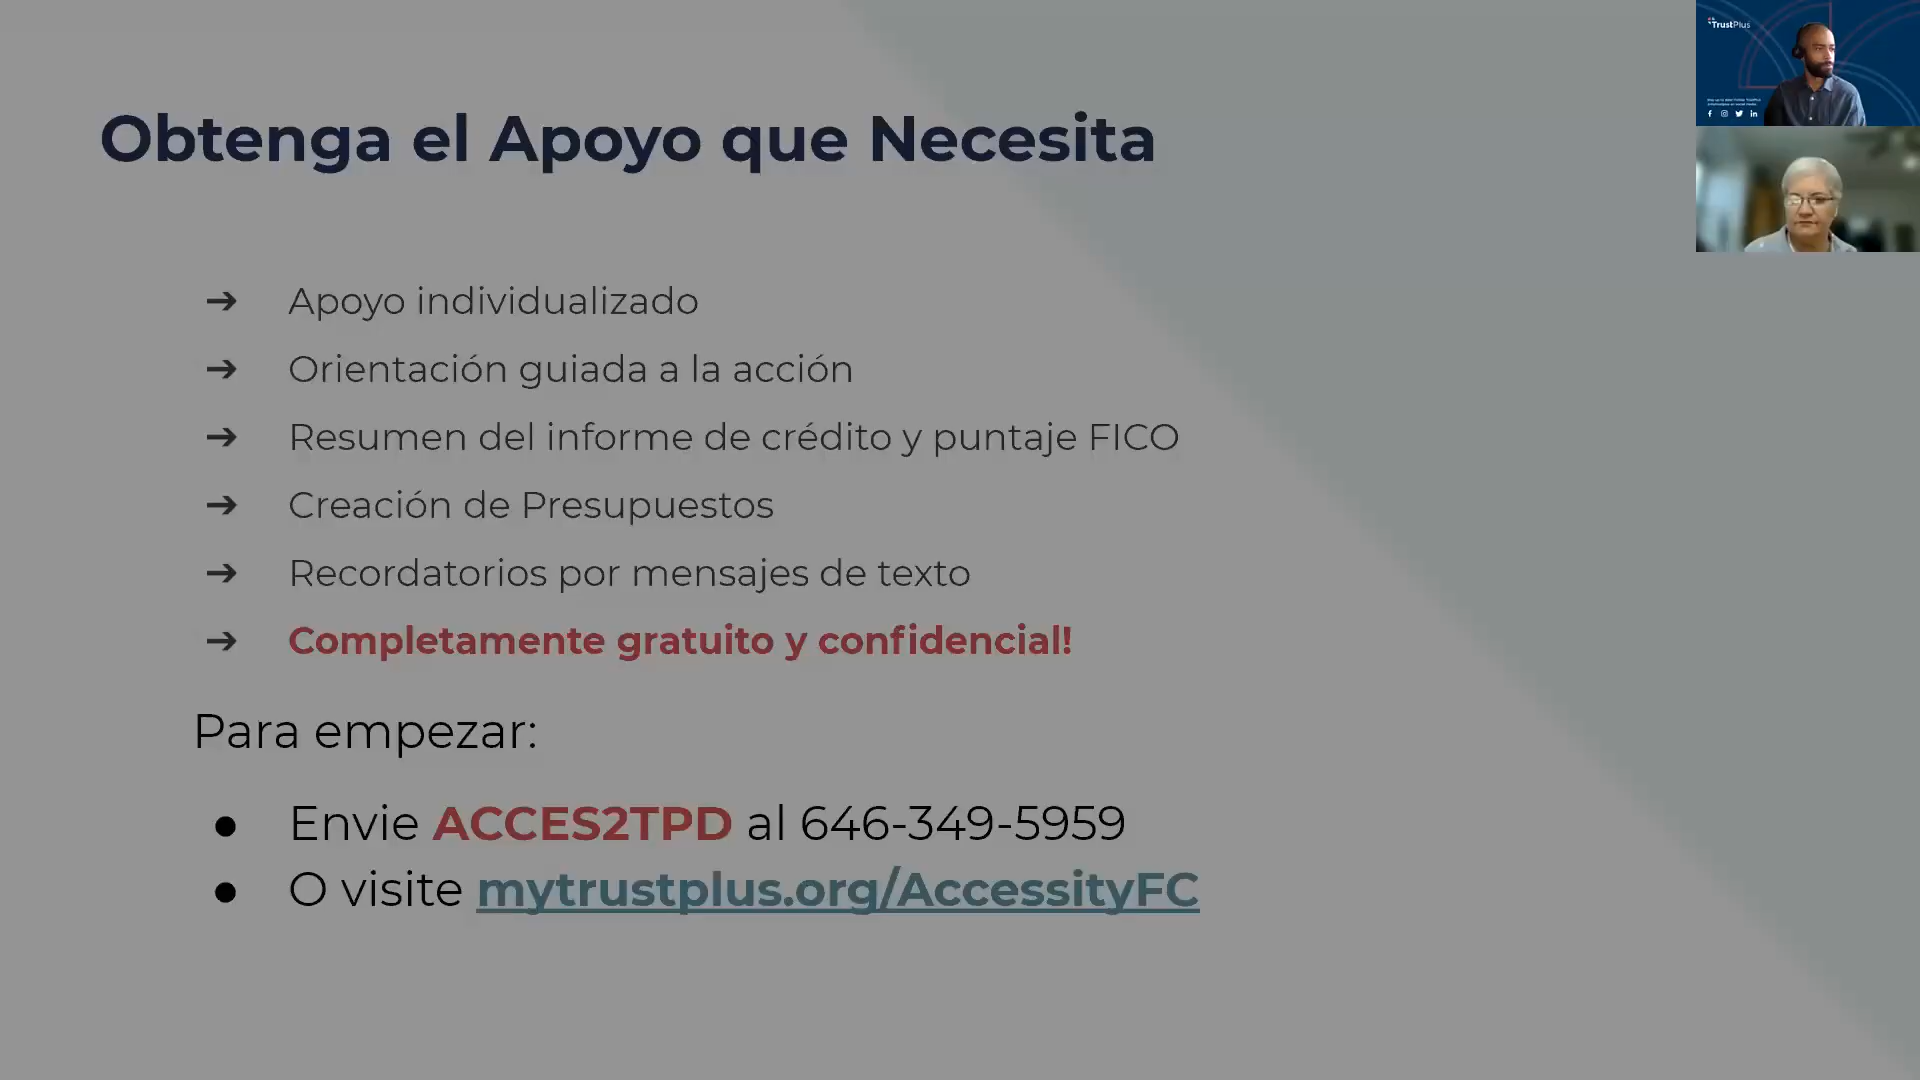 Obtenga el Apoyo que Necesita
➔ Apoyo individualizado
➔ Orientación guiada a la acción
➔ Resumen del informe de crédito y puntaje FICO
➔ Creación de Presupuestos
➔ Recordatorios por mensajes de texto
➔ Completamente gratuito y confidencial!
Para empezar:
● Envie ACCES2TPD al 646-349-5959
● O visite mytrustplus.org/AccessityFC
TrustPlus